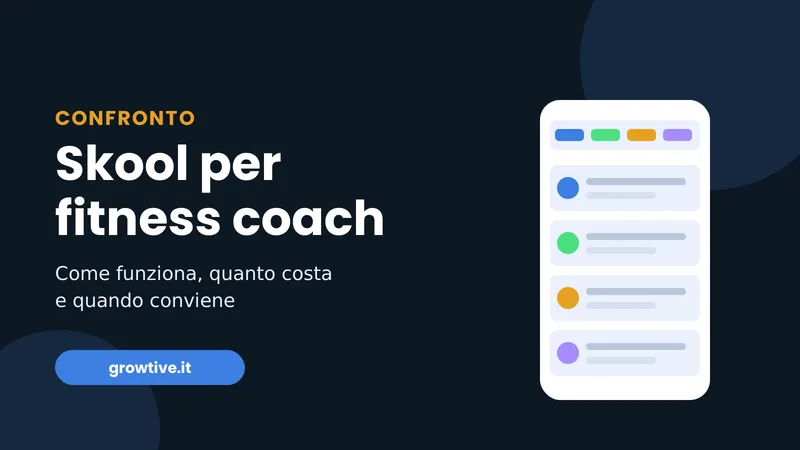 CONFRONTO
Skool per
fitness coach
Come funziona, quanto costa
e quando conviene
growtive.it